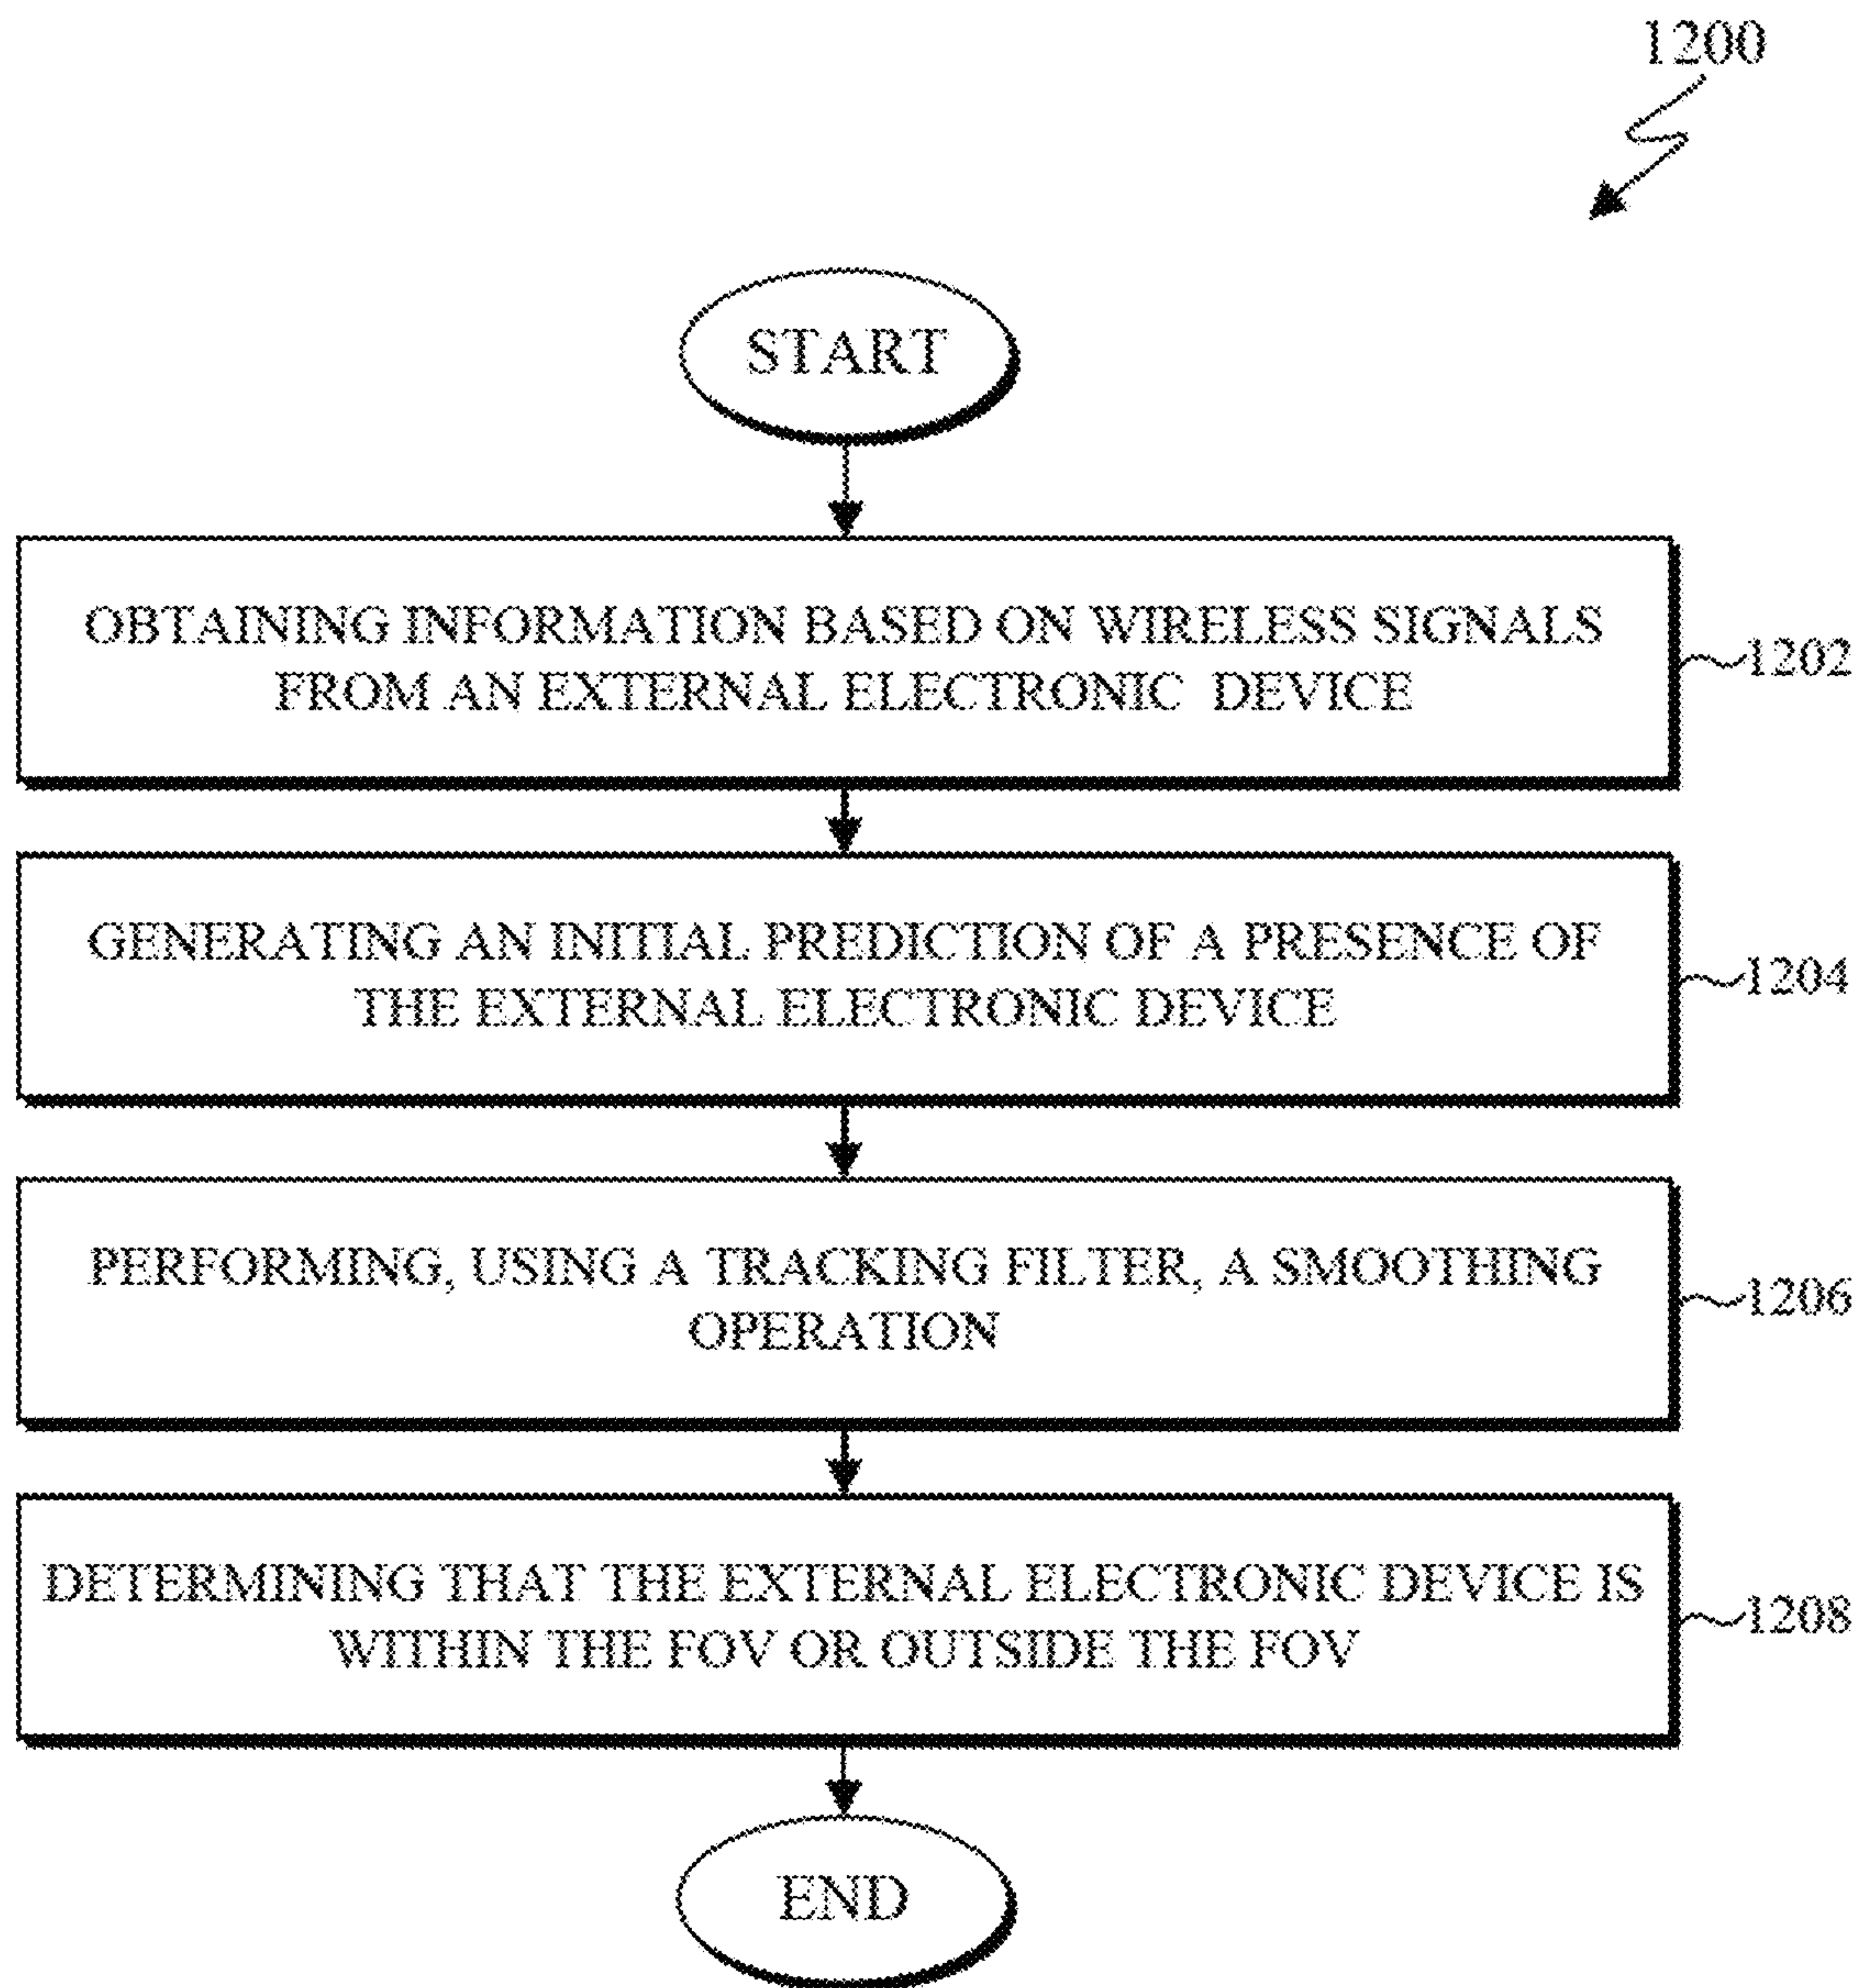 1200
START
OBTAINING INFORMATION BASED ON WIRELESS SIGNALS
FROM AN EXTERNAL ELECTRONIC DEVICE
1202
GENERATING AN INITIAL PREDICTION OF A PRESENCE OF
THE EXTERNAL ELECTRONIC DEVICE
1204
PERFORMING, USING A TRACKING FILTER, A SMOOTHING
OPERATION
1206
DETERMINING THAT THE EXTERNAL ELECTRONIC DEVICE IS
WITHIN THE FOV OR OUTSIDE THE FOV
1208
END